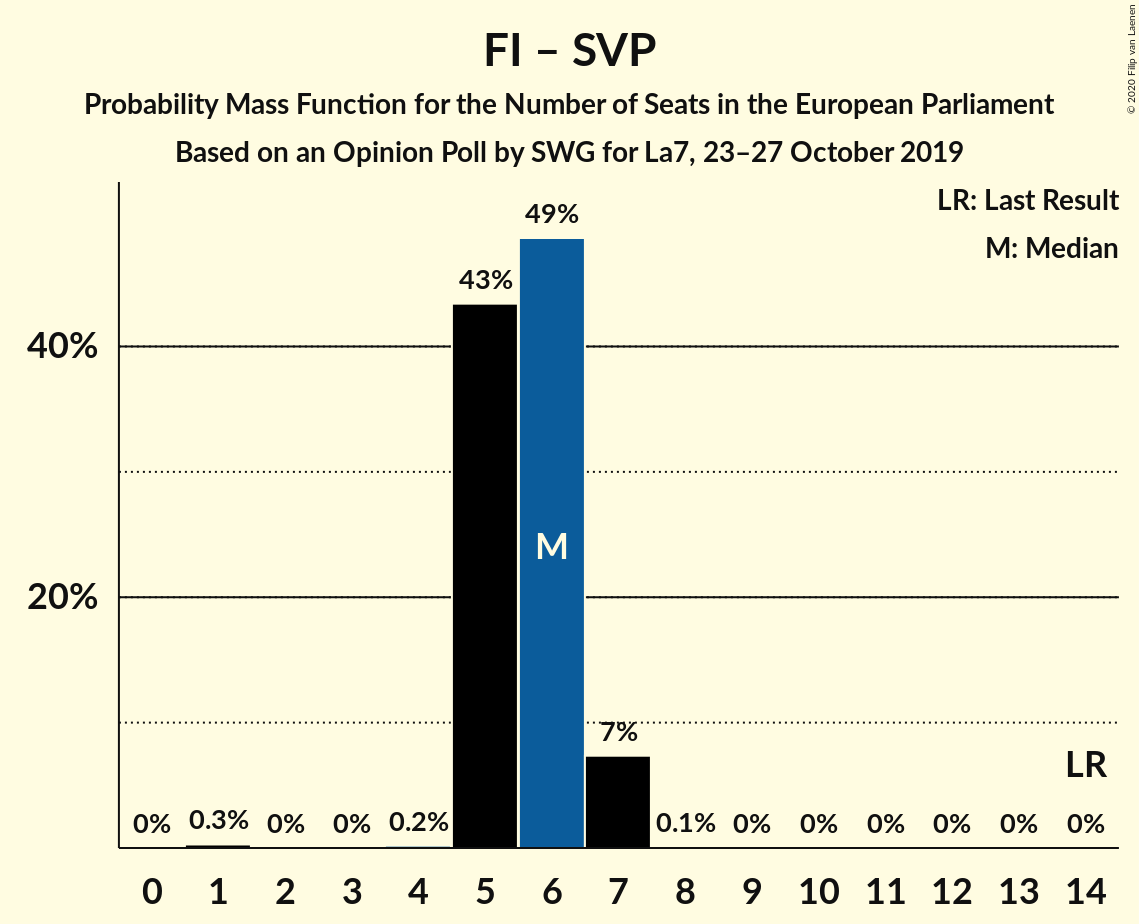 FI – SVP
Probability Mass Function for the Number of Seats in the European Parliament
Based on an Opinion Poll by SWG for La7, 23–27 October 2019
© 2020 Filip van Laenen
LR: Last Result
M: Median
49%
43%
40%
M
20%
7%
LR
0% 0.3% 0% 0% 0.2% 0.1% 0% 0% 0% 0% 0% 0%
0 1 2 3 4 5 6 7 8 9 10 11 12 13 14